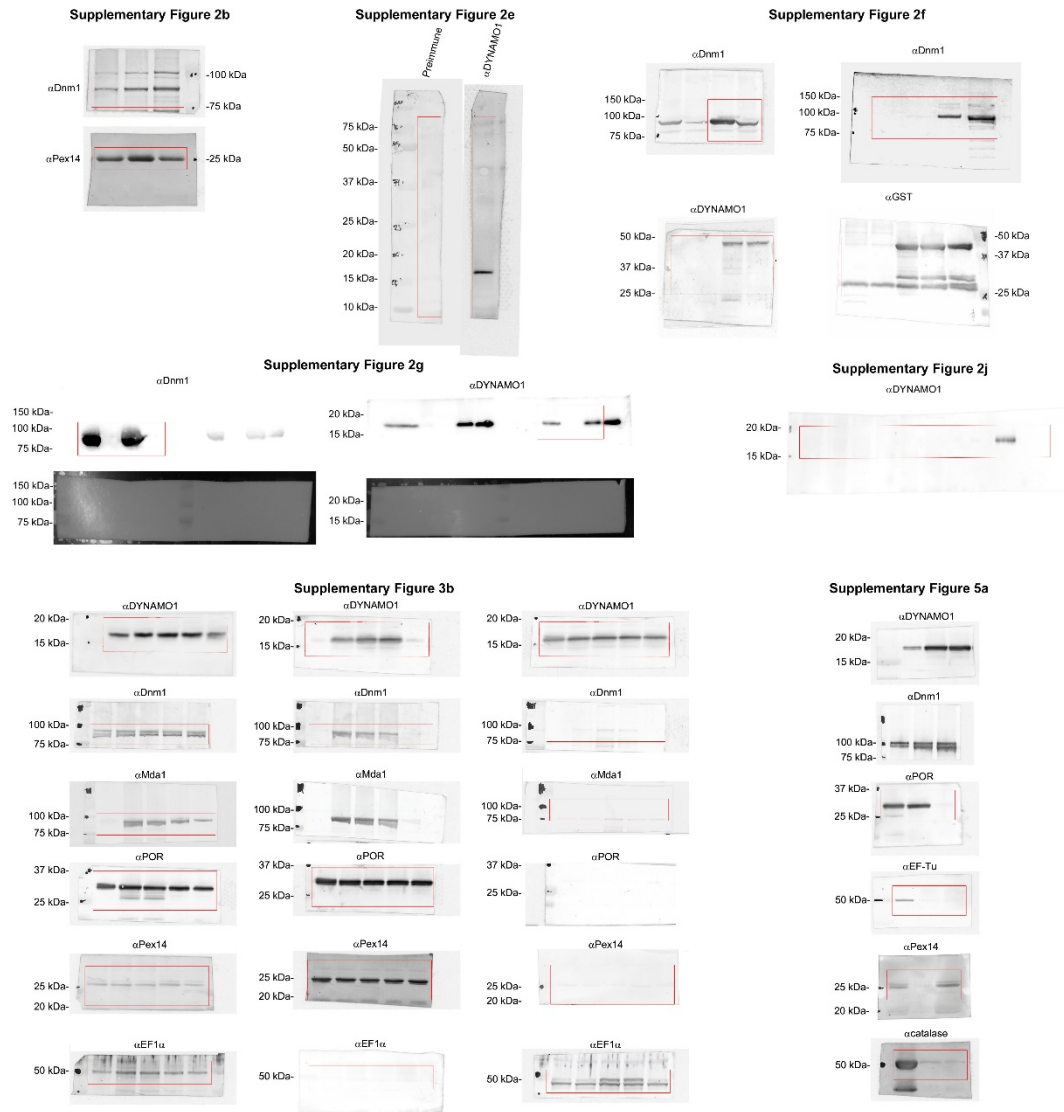 Supplementary Figure 2b
αDnm1
-100 kDa
-75 kDa
αPex14
-25 kDa
Supplementary Figure 2e
Preimmune
αDYNAMO1
75 kDa-
50 kDa-
37 kDa-
25 kDa-
20 kDa-
15 kDa-
10 kDa-
Supplementary Figure 2f
αDnm1
150 kDa-
100 kDa-
75 kDa-
αDnm1
150 kDa-
100 kDa-
75 kDa-
αDYNAMO1
50 kDa-
37 kDa-
25 kDa-
αGST
-50 kDa
-37 kDa
-25 kDa
Supplementary Figure 2g
αDnm1
150 kDa-
100 kDa-
75 kDa-
150 kDa-
100 kDa-
75 kDa-
αDYNAMO1
20 kDa-
15 kDa-
20 kDa-
15 kDa-
Supplementary Figure 2j
αDYNAMO1
20 kDa-
15 kDa-
Supplementary Figure 3b
αDYNAMO1
20 kDa-
15 kDa-
αDYNAMO1
20 kDa-
15 kDa-
αDYNAMO1
20 kDa-
15 kDa-
αDnm1
100 kDa-
75 kDa-
αDnm1
100 kDa-
75 kDa-
αDnm1
100 kDa-
75 kDa-
αMda1
100 kDa-
75 kDa-
αMda1
100 kDa-
75 kDa-
αMda1
100 kDa-
75 kDa-
αPOR
37 kDa-
25 kDa-
αPOR
37 kDa-
25 kDa-
αPOR
37 kDa-
25 kDa-
αPex14
25 kDa-
20 kDa-
αPex14
25 kDa-
20 kDa-
αPex14
25 kDa-
20 kDa-
αEF1α
50 kDa-
αEF1α
50 kDa-
αEF1α
50 kDa-
Supplementary Figure 5a
αDYNAMO1
20 kDa-
15 kDa-
αDnm1
100 kDa-
75 kDa-
αPOR
37 kDa-
25 kDa-
αEF-Tu
50 kDa-
αPex14
25 kDa-
20 kDa-
αcatalase
50 kDa-